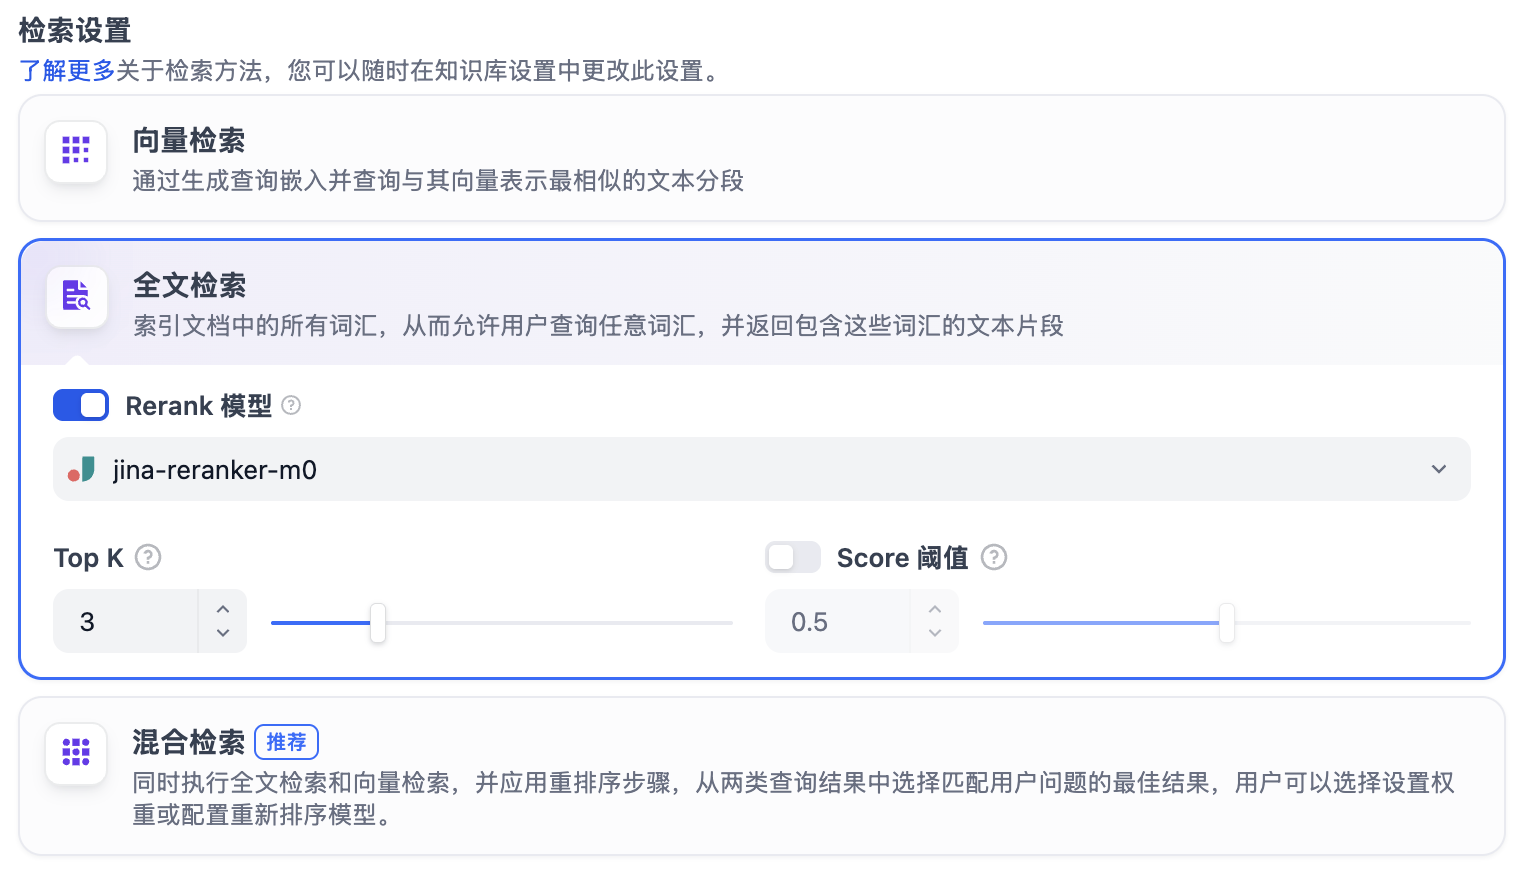 检索设置
了解更多关于检索方法，您可以随时在知识库设置中更改此设置。
向量检索
通过生成查询嵌入并查询与其向量表示最相似的文本分段
全文检索
索引文档中的所有词汇，从而允许用户查询任意词汇，并返回包含这些词汇的文本片段
Rerank 模型
jina-reranker-m0
Top K
Score 阈值
3
0.5
混合检索 推荐
同时执行全文检索和向量检索，并应用重排序步骤，从两类查询结果中选择匹配用户问题的最佳结果，用户可以选择设置权
重或配置重新排序模型。